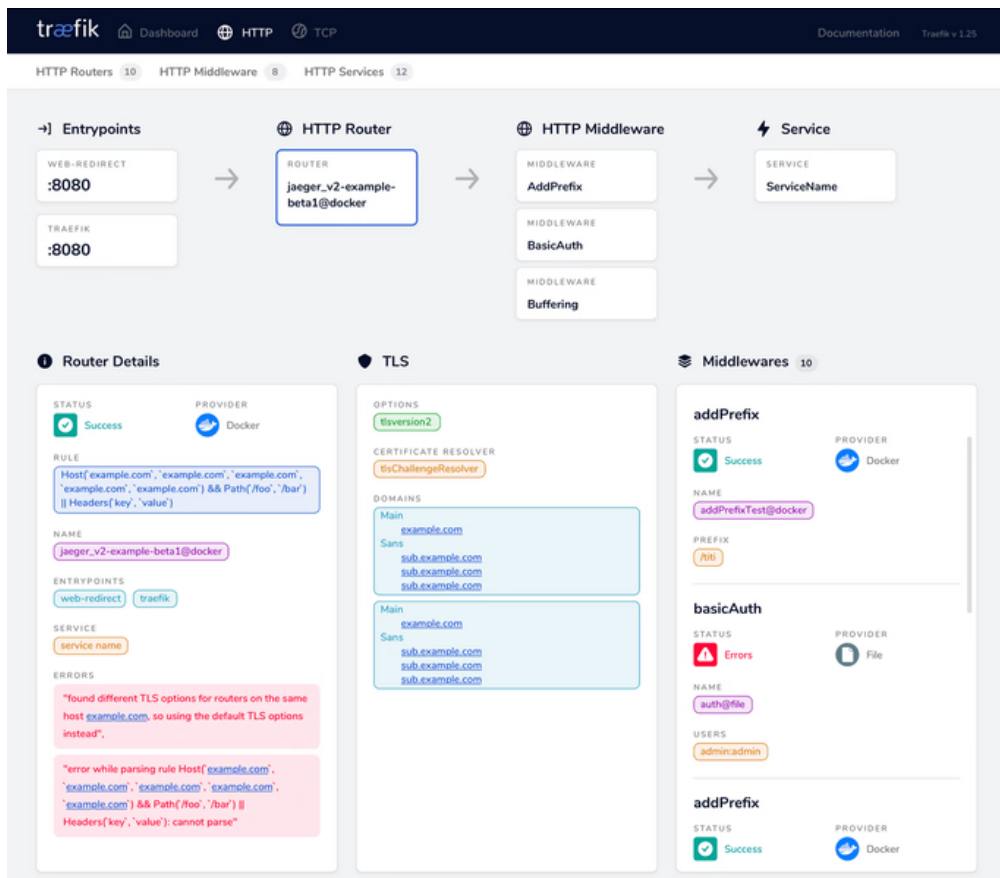 træfik Dashboard HTTP TCP Documentation Traefik v 1.25
HTTP Routers 10 HTTP Middleware 8 HTTP Services 12
Entrypoints
WEB-REDIRECT
:8080
TRAEFIK
:8080
HTTP Router
ROUTER
jaeger_v2-example-
beta1@docker
HTTP Middleware
MIDDLEWARE
AddPrefix
MIDDLEWARE
BasicAuth
MIDDLEWARE
Buffering
Service
SERVICE
ServiceName
Router Details
STATUS PROVIDER
Success Docker
RULE
Host(`example.com`, `example.com`, `example.com`,
`example.com`, `example.com`) && Path(`/foo`, `/bar`)
|| Headers(`key`, `value`)
NAME
jaeger_v2-example-beta1@docker
ENTRYPOINTS
web-redirect traefik
SERVICE
service name
ERRORS
"found different TLS options for routers on the same
host example.com, so using the default TLS options
instead",
"error while parsing rule Host(`example.com`,
`example.com`, `example.com`, `example.com`,
`example.com`) && Path(`/foo`, `/bar`) ||
Headers(`key`, `value`): cannot parse"
TLS
OPTIONS
tlsversion2
CERTIFICATE RESOLVER
tlsChallengeResolver
DOMAINS
Main
example.com
Sans
sub.example.com
sub.example.com
sub.example.com
Main
example.com
Sans
sub.example.com
sub.example.com
sub.example.com
Middlewares 10
addPrefix
STATUS PROVIDER
Success Docker
NAME
addPrefixTest@docker
PREFIX
/titi
basicAuth
STATUS PROVIDER
Errors File
NAME
auth@file
USERS
admin:admin
addPrefix
STATUS PROVIDER
Success Docker